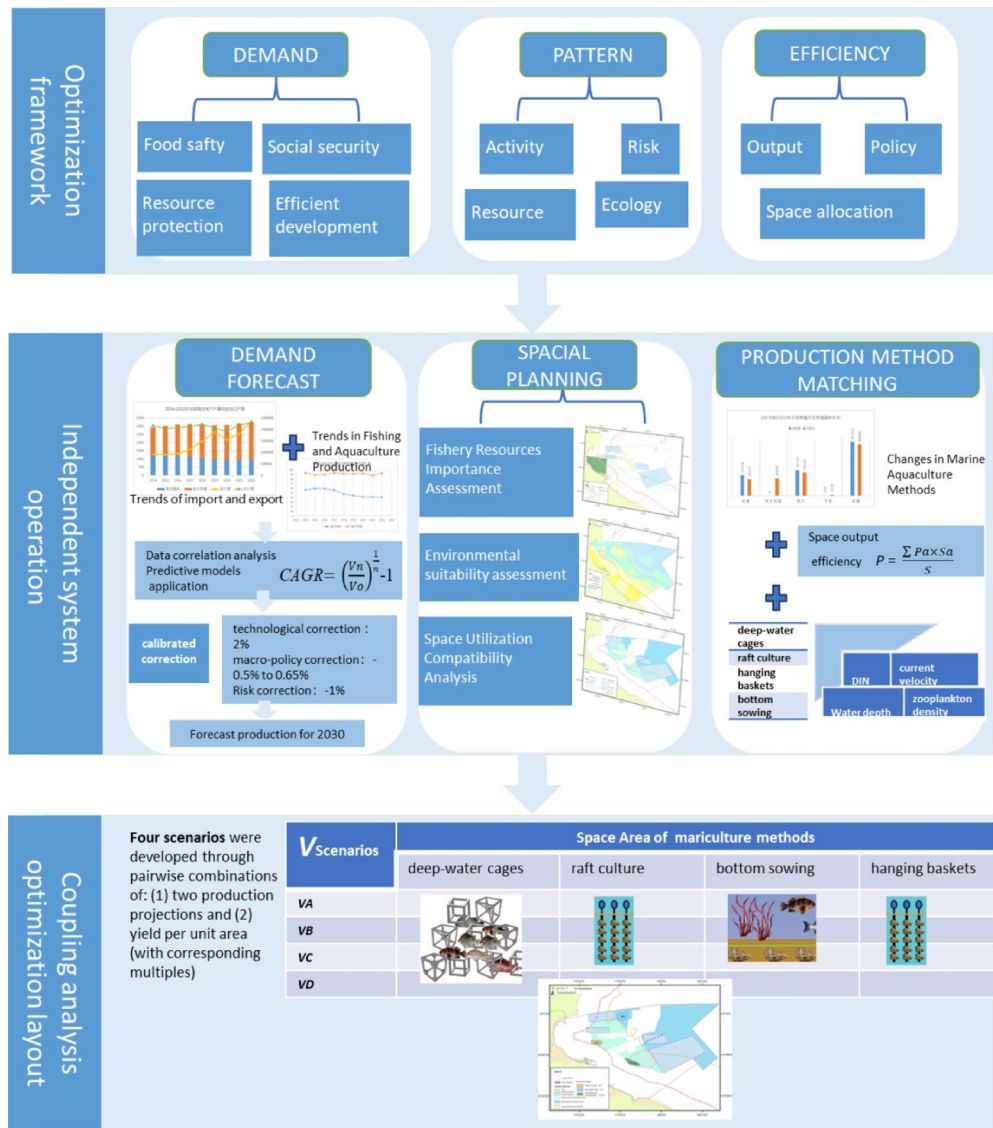 Optimization
framework
DEMAND
Food safty
Social security
Resource
protection
Efficient
development
PATTERN
Activity
Risk
Resource
Ecology
EFFICIENCY
Output
Policy
Space allocation
Independent system
operation
DEMAND
FORECAST
Trends in Fishing
and Aquaculture
Production
Trends of import and export
Data correlation analysis
Predictive models
application
CAGR= (Vn/Vo)^(1/n)-1
calibrated
correction
technological correction：
2%
macro-policy correction： -
0.5% to 0.65%
Risk correction： -1%
Forecast production for 2030
SPACIAL
PLANNING
Fishery Resources
Importance
Assessment
Environmental
suitability assessment
Space Utilization
Compatibility
Analysis
PRODUCTION METHOD
MATCHING
Changes in Marine
Aquaculture
Methods
Space output
efficiency P = ∑ Pa×Sa / S
deep-water
cages
raft culture
hanging
baskets
bottom
sowing
DIN
current
velocity
Water depth
zooplankton
density
Coupling analysis
optimization layout
Four scenarios were
developed through
pairwise combinations
of: (1) two production
projections and (2)
yield per unit area
(with corresponding
multiples)
VScenarios
Space Area of mariculture methods
deep-water cages
raft culture
bottom sowing
hanging baskets
VA
VB
VC
VD